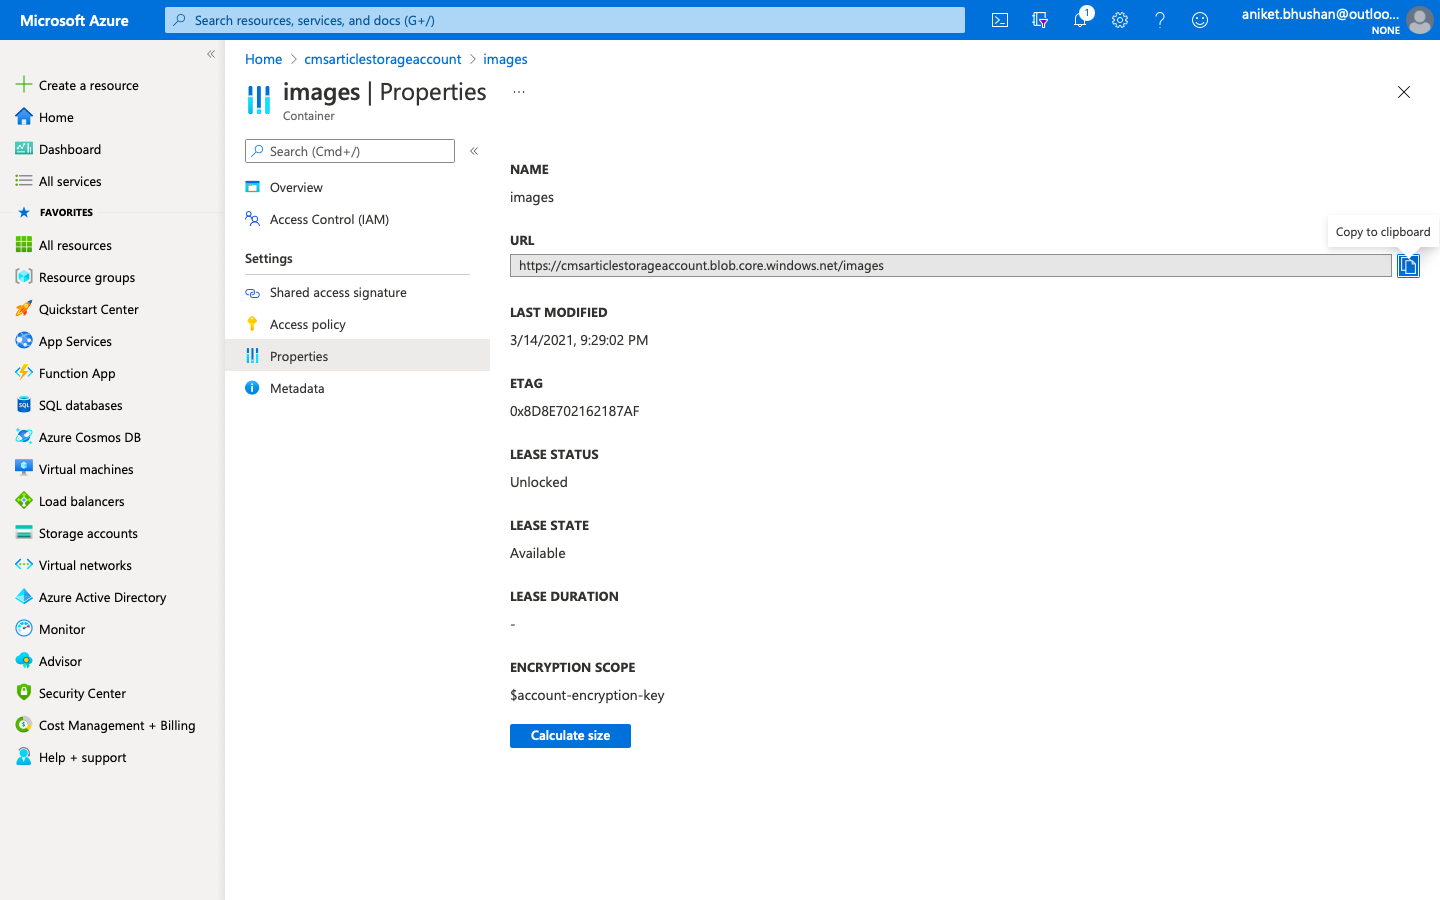 Microsoft Azure
Search resources, services, and docs (G+/)
1
aniket.bhushan@outloo...
NONE
Create a resource
Home
Dashboard
All services
FAVORITES
All resources
Resource groups
Quickstart Center
App Services
Function App
SQL
SQL databases
Azure Cosmos DB
Virtual machines
Load balancers
Storage accounts
Virtual networks
Azure Active Directory
Monitor
Advisor
Security Center
Cost Management + Billing
Help + support
Home > cmsarticlestorageaccount > images
images | Properties ...
Container
Search (Cmd+/)
Overview
Access Control (IAM)
Settings
Shared access signature
Access policy
Properties
Metadata
NAME
images
URL
Copy to clipboard
https://cmsarticlestorageaccount.blob.core.windows.net/images
LAST MODIFIED
3/14/2021, 9:29:02 PM
ETAG
0x8D8E702162187AF
LEASE STATUS
Unlocked
LEASE STATE
Available
LEASE DURATION
-
ENCRYPTION SCOPE
$account-encryption-key
Calculate size